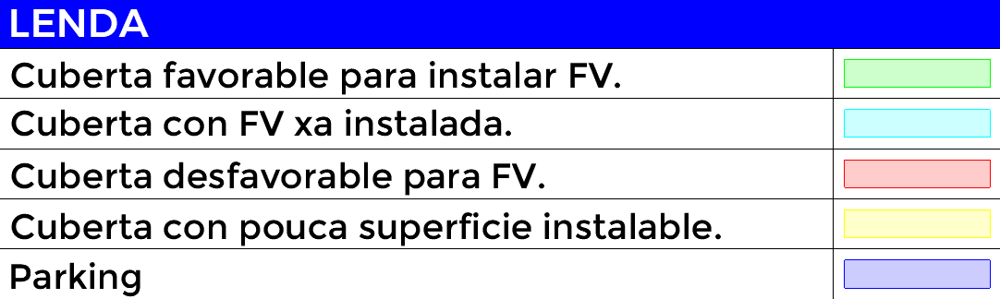 LENDA
Cuberta favorable para instalar FV.
Cuberta con FV xa instalada.
Cuberta desfavorable para FV.
Cuberta con pouca superficie instalable.
Parking